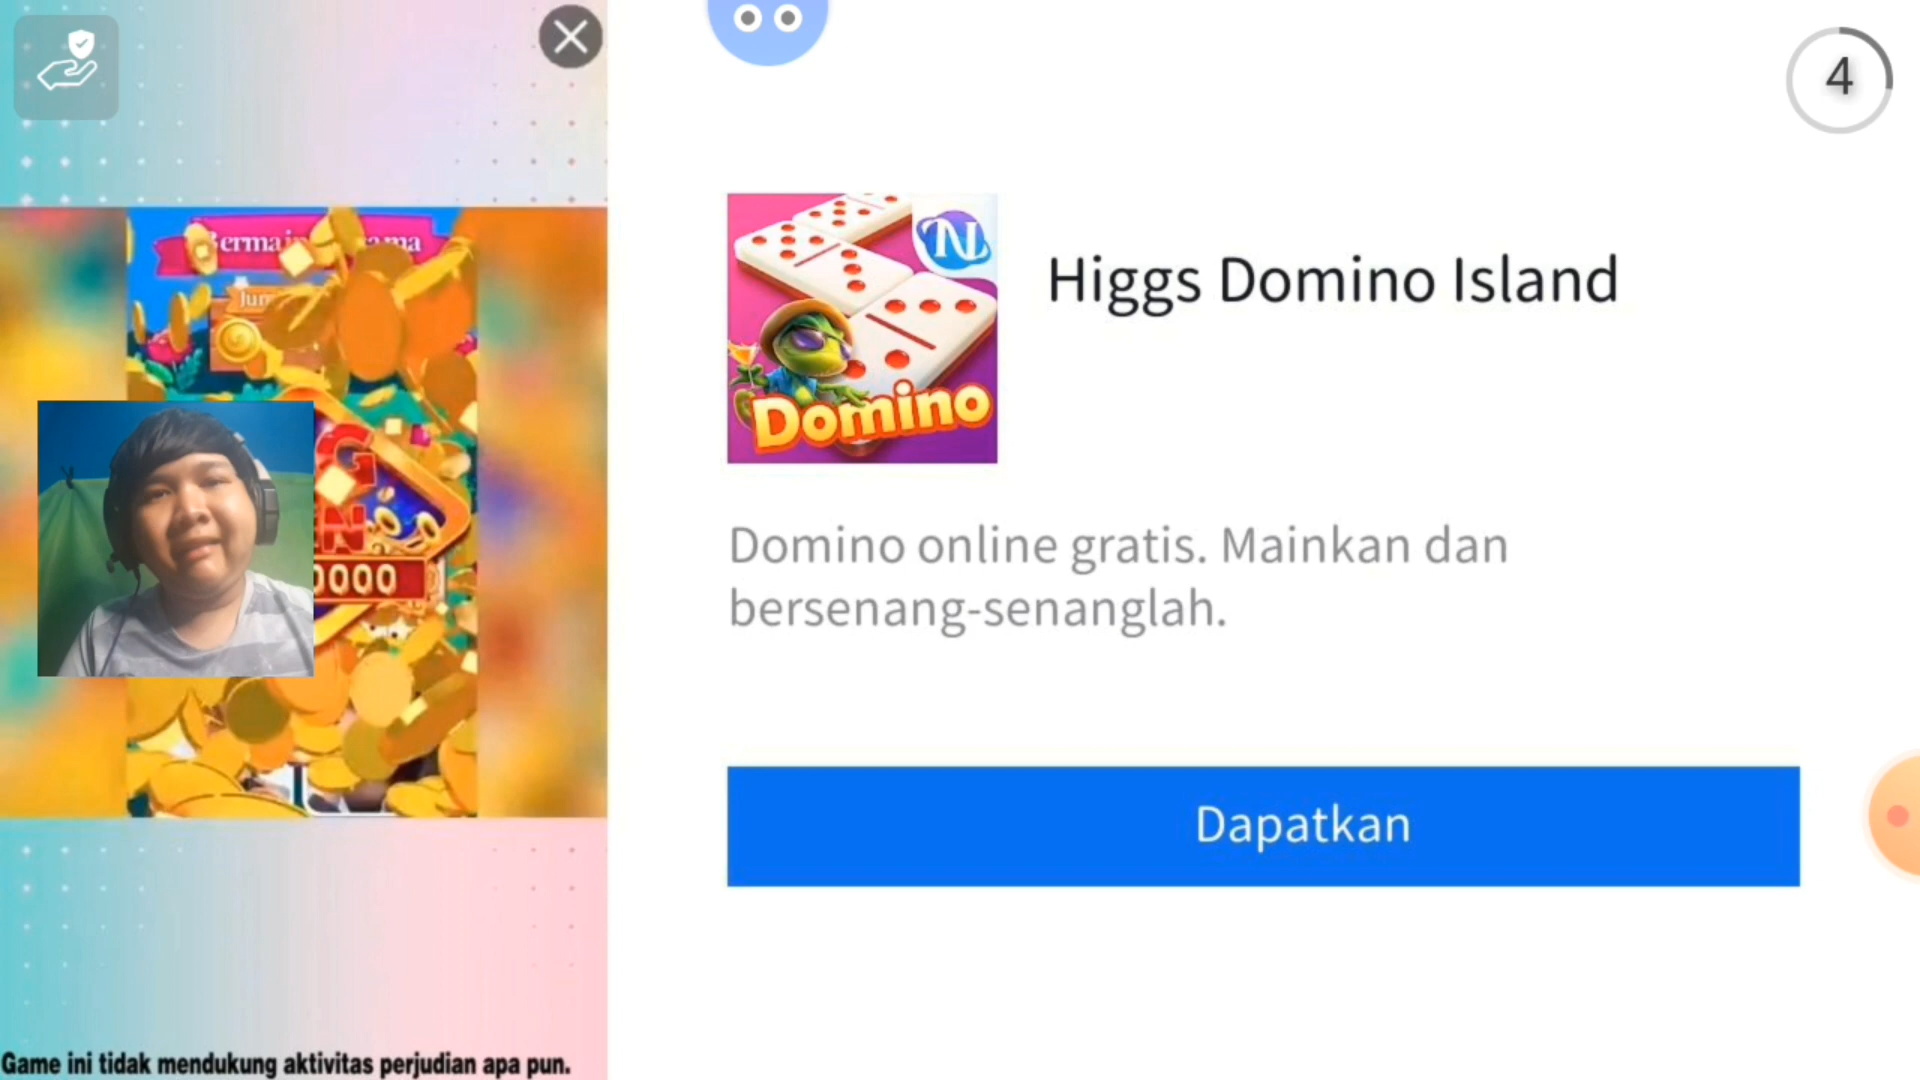 4
Higgs Domino Island
Domino
Domino online gratis. Mainkan dan
bersenang-senanglah.
Dapatkan
0000
Game ini tidak mendukung aktivitas perjudian apa pun.